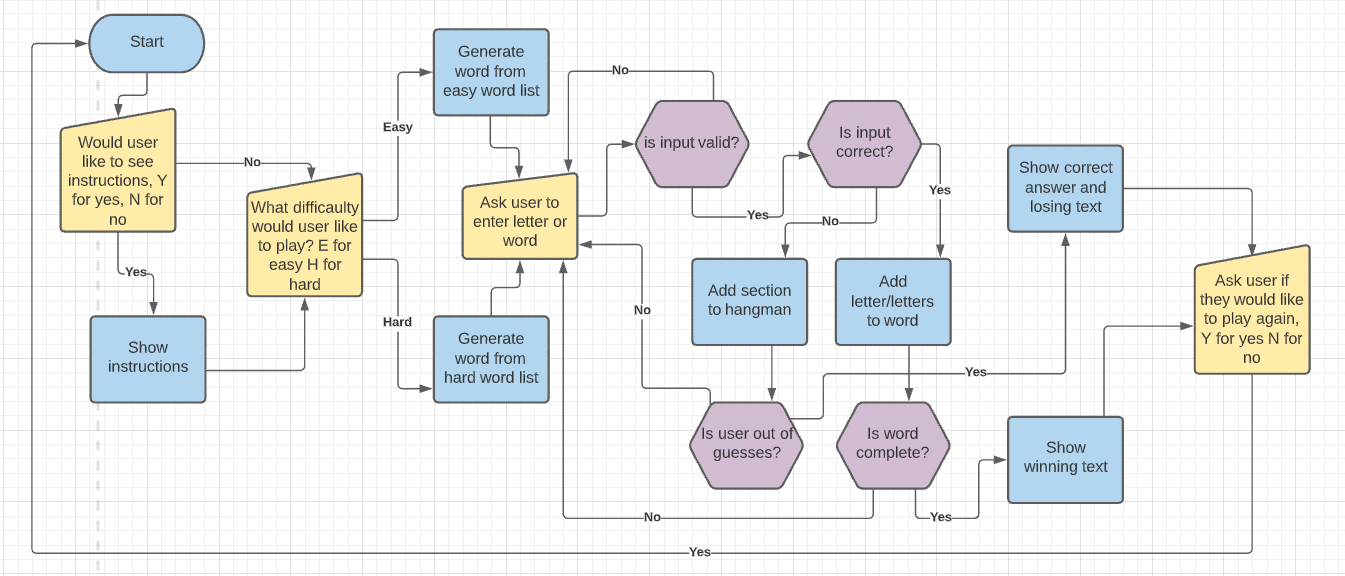 Start
Would user
like to see
instructions, Y
for yes, N for
no
No
Yes
Show
instructions
What difficaulty
would user like
to play? E for
easy H for
hard
Easy
Hard
Generate
word from
easy word list
Generate
word from
hard word list
Ask user to
enter letter or
word
No
is input valid?
Yes
Is input
correct?
No
Yes
Add section
to hangman
Add
letter/letters
to word
No
Is user out of
guesses?
Yes
Is word
complete?
No
Yes
Show correct
answer and
losing text
Show
winning text
Ask user if
they would like
to play again,
Y for yes N for
no
Yes